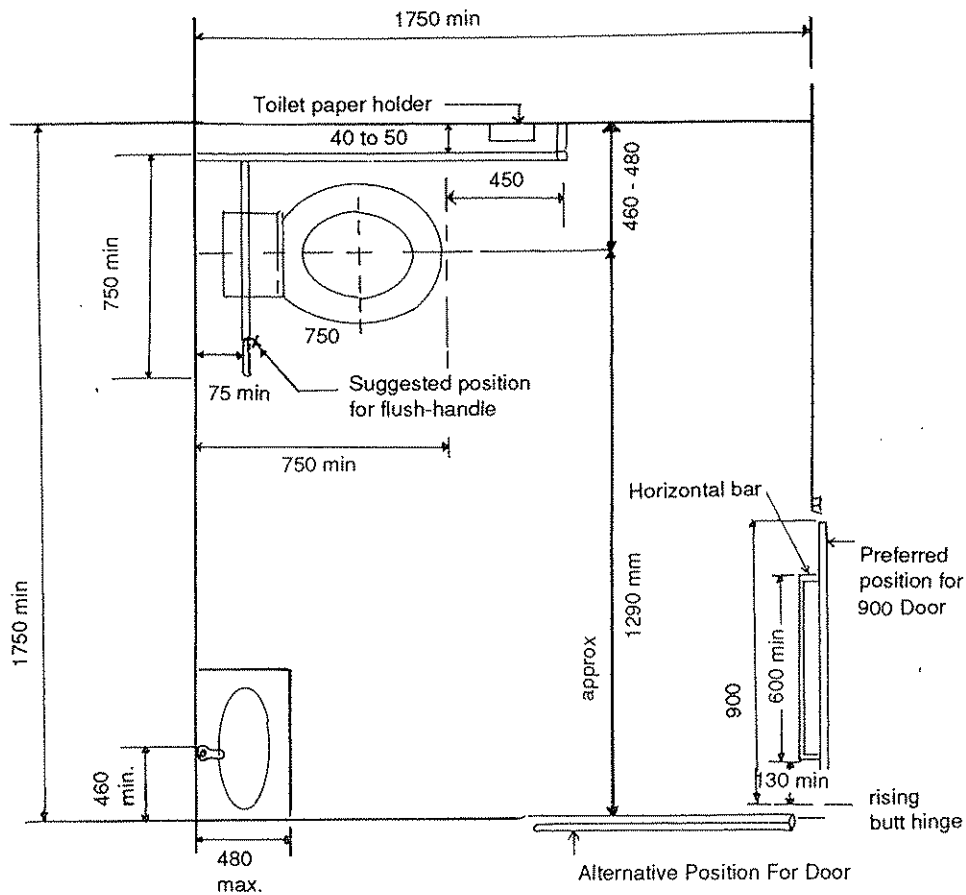 1750 min
Toilet paper holder
40 to 50
450
460 - 480
750 min
750
75 min
Suggested position
for flush-handle
750 min
1750 min
Horizontal bar
Preferred
position for
900 Door
1290 mm
approx
600 min
900
130 min
rising
butt hinge
460
min.
480
max.
Alternative Position For Door